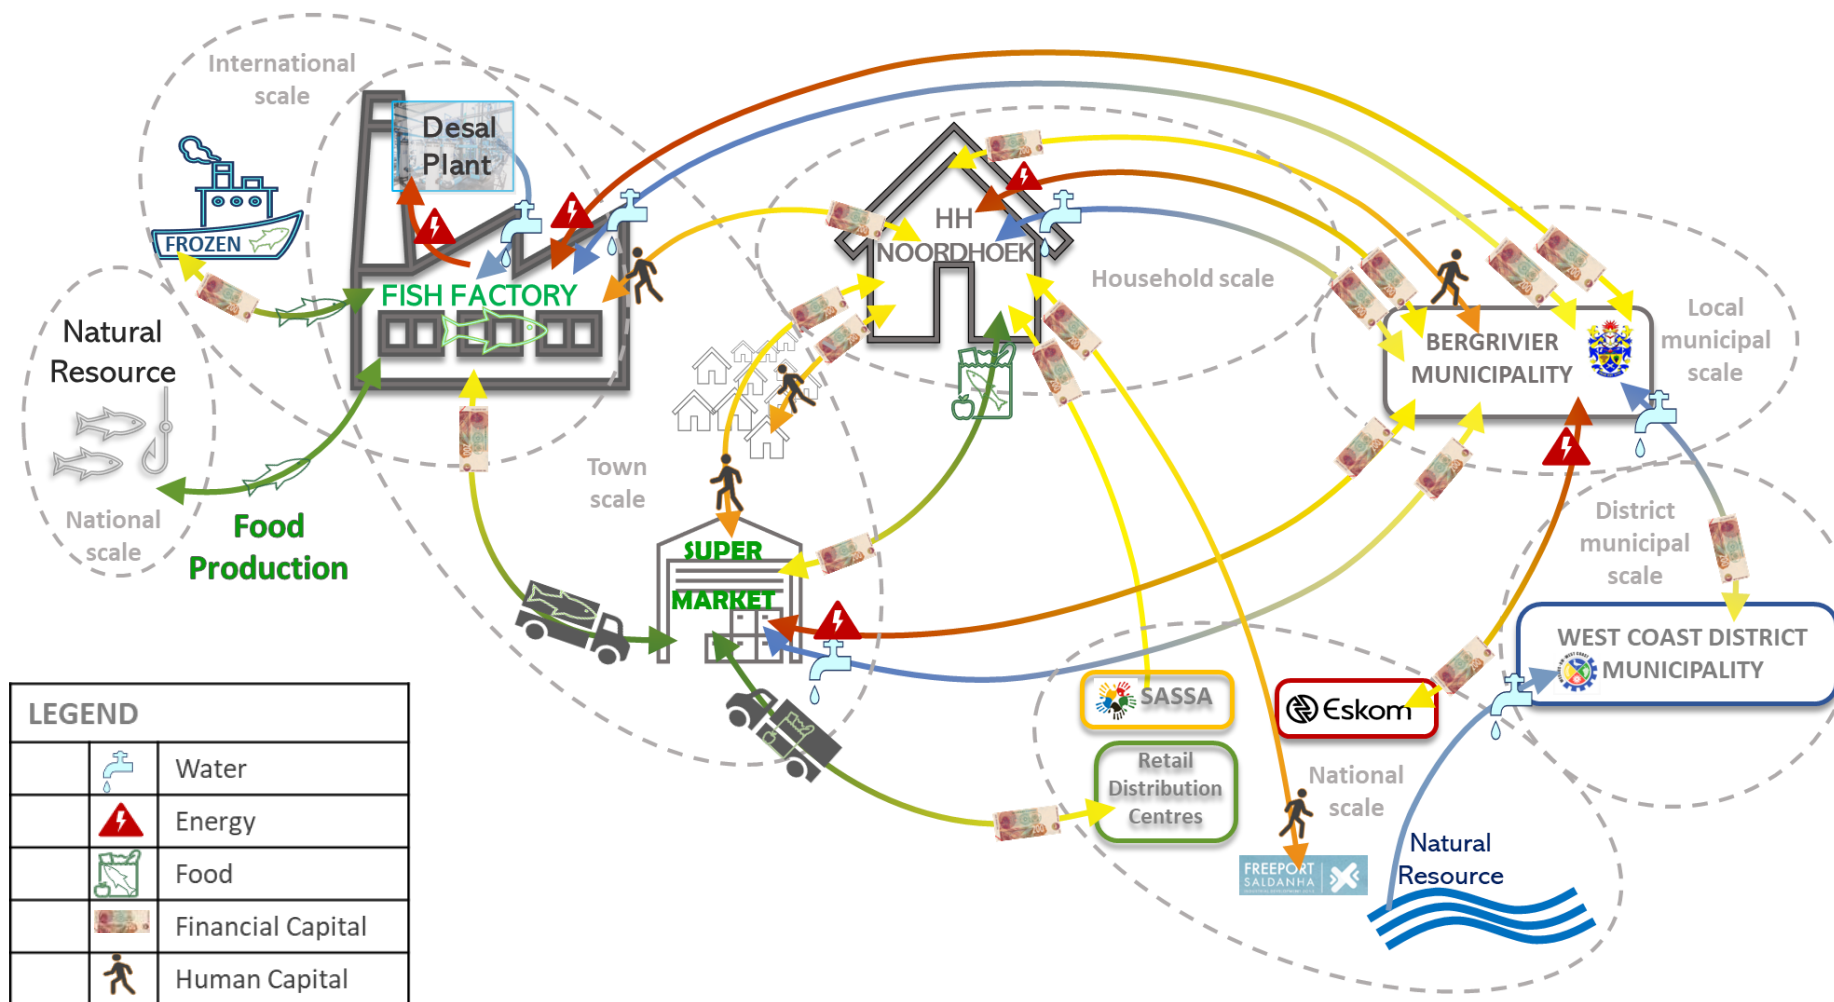 International
scale
Desal
Plant
FROZEN
FISH FACTORY
Natural
Resource
National
scale
Food
Production
Town
scale
HH
NOORDHOEK
Household scale
BERGRIVIER
MUNICIPALITY
Local
municipal
scale
SUPER
MARKET
District
municipal
scale
WEST COAST DISTRICT
MUNICIPALITY
SASSA
Eskom
Retail
Distribution
Centres
National
scale
FREEPORT
SALDANHA
Natural
Resource
LEGEND
Water
Energy
Food
Financial Capital
Human Capital